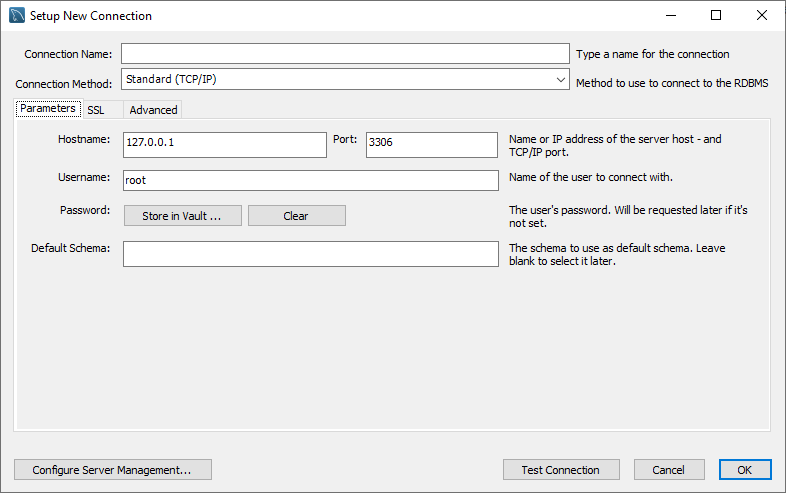 Setup New Connection
Connection Name: Type a name for the connection
Connection Method: Standard (TCP/IP) Method to use to connect to the RDBMS
Parameters SSL Advanced
Hostname: 127.0.0.1 Port: 3306 Name or IP address of the server host - and
TCP/IP port.
Username: root Name of the user to connect with.
Password: Store in Vault ... Clear The user's password. Will be requested later if it's
not set.
Default Schema: The schema to use as default schema. Leave
blank to select it later.
Configure Server Management... Test Connection Cancel OK